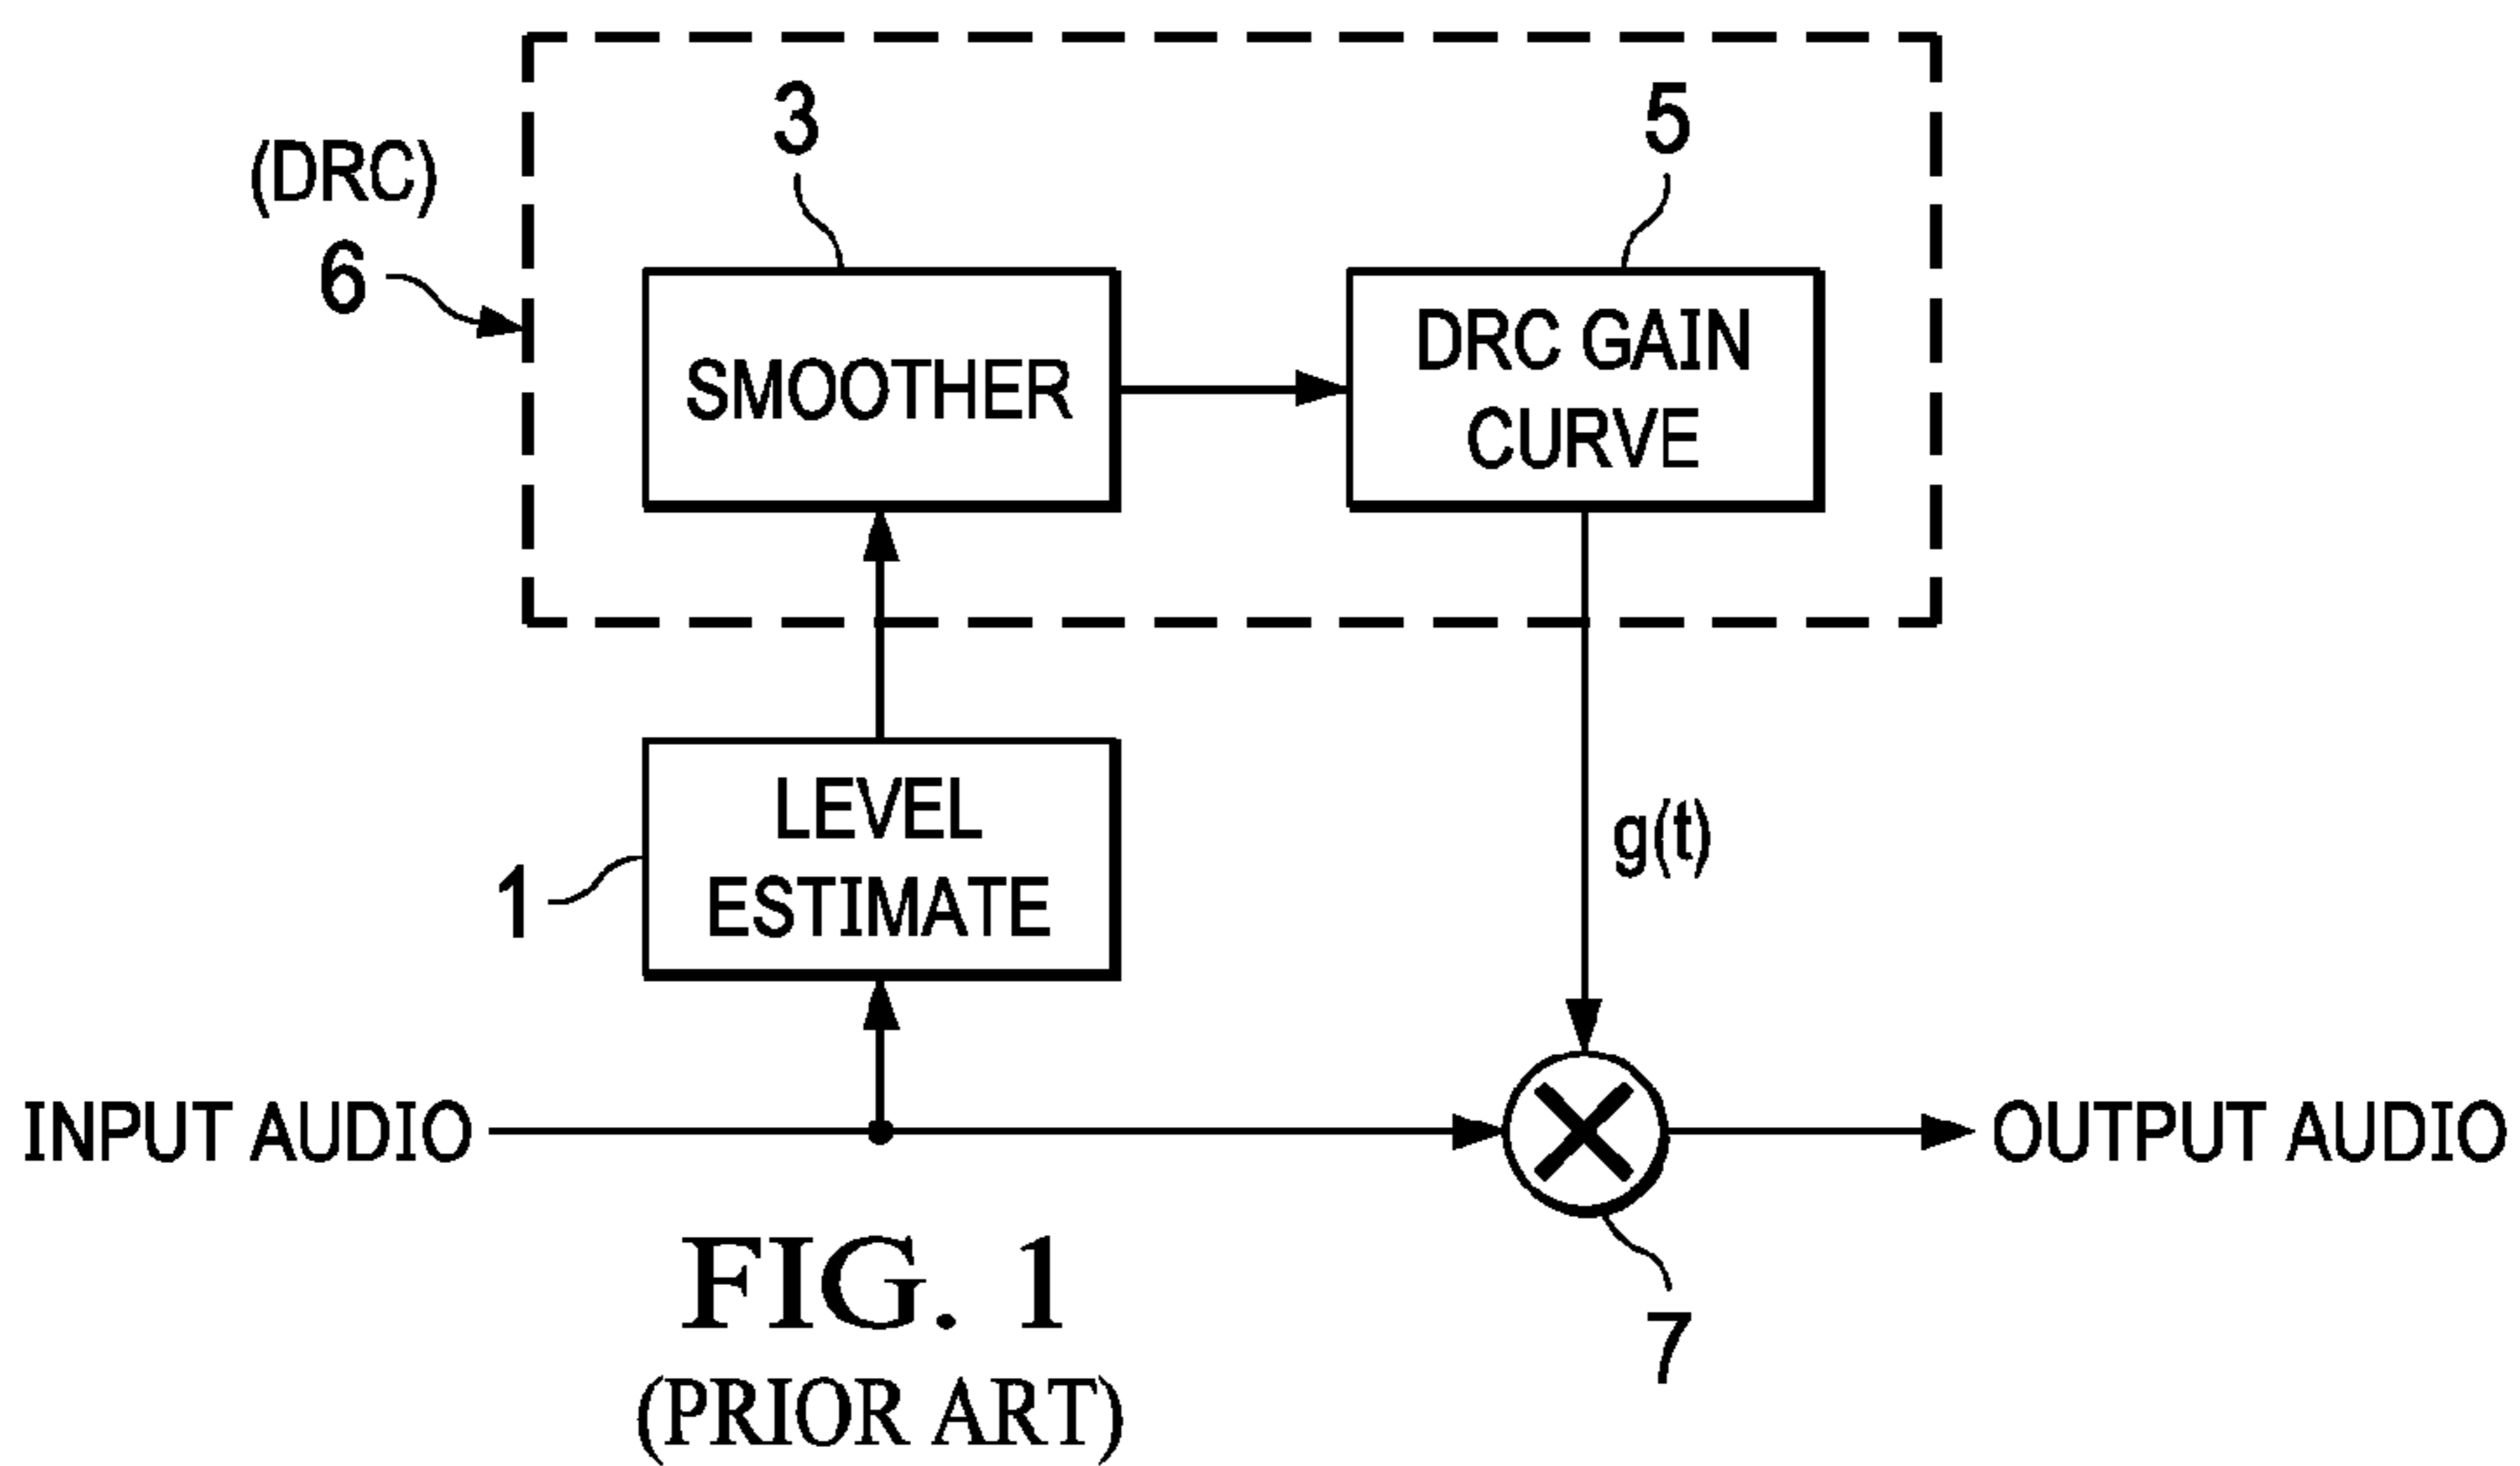 3
5
(DRC)
6
SMOOTHER
DRC GAIN
CURVE
LEVEL
ESTIMATE
1
g(t)
INPUT AUDIO
OUTPUT AUDIO
7
FIG. 1
(PRIOR ART)